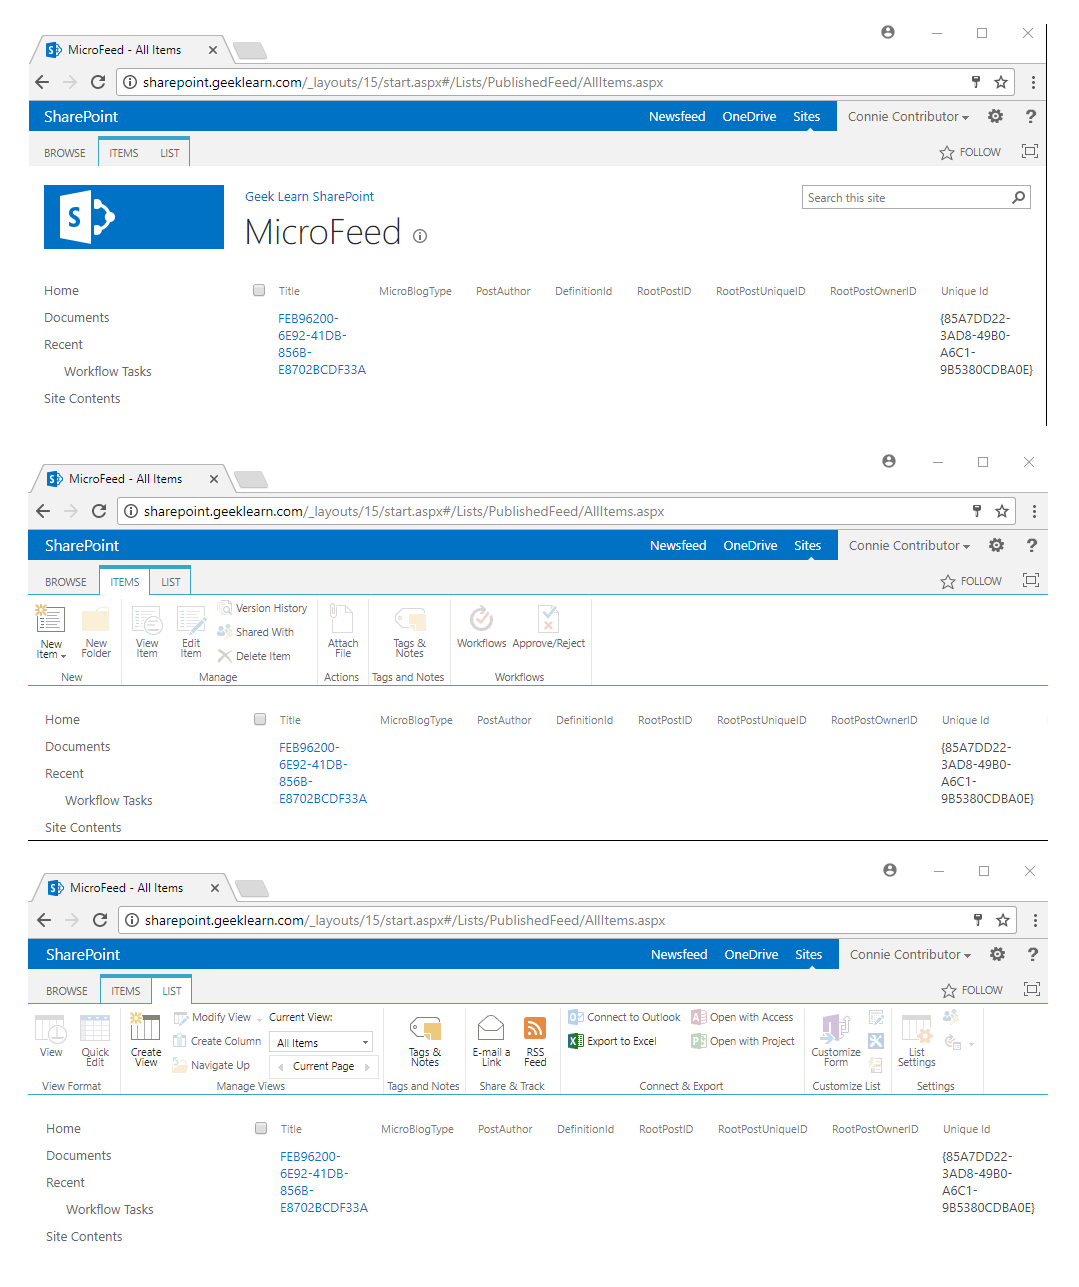 MicroFeed - All Items
sharepoint.geeklearn.com/_layouts/15/start.aspx#/Lists/PublishedFeed/AllItems.aspx
SharePoint Newsfeed OneDrive Sites Connie Contributor ?
BROWSE ITEMS LIST FOLLOW
S
Geek Learn SharePoint Search this site
MicroFeed
Home Title MicroBlogType PostAuthor DefinitionId RootPostID RootPostUniqueID RootPostOwnerID Unique Id
Documents FEB96200- {85A7DD22-
6E92-41DB- 3AD8-49B0-
Recent 856B- A6C1-
Workflow Tasks E8702BCDF33A 9B5380CDBA0E}
Site Contents
MicroFeed - All Items
sharepoint.geeklearn.com/_layouts/15/start.aspx#/Lists/PublishedFeed/AllItems.aspx
SharePoint Newsfeed OneDrive Sites Connie Contributor ?
BROWSE ITEMS LIST FOLLOW
New Item New Folder View Item Edit Item Version History Shared With Delete Item Attach File Tags & Notes Workflows Approve/Reject
New Manage Actions Tags and Notes Workflows
Home Title MicroBlogType PostAuthor DefinitionId RootPostID RootPostUniqueID RootPostOwnerID Unique Id
Documents FEB96200- {85A7DD22-
6E92-41DB- 3AD8-49B0-
Recent 856B- A6C1-
Workflow Tasks E8702BCDF33A 9B5380CDBA0E}
Site Contents
MicroFeed - All Items
sharepoint.geeklearn.com/_layouts/15/start.aspx#/Lists/PublishedFeed/AllItems.aspx
SharePoint Newsfeed OneDrive Sites Connie Contributor ?
BROWSE ITEMS LIST FOLLOW
View Quick Edit Create View Modify View Create Column Navigate Up Current View: All Items Current Page Tags & Notes E-mail a Link RSS Feed Connect to Outlook Export to Excel Open with Access Open with Project Customize Form List Settings
View Format Manage Views Tags and Notes Share & Track Connect & Export Customize List Settings
Home Title MicroBlogType PostAuthor DefinitionId RootPostID RootPostUniqueID RootPostOwnerID Unique Id
Documents FEB96200- {85A7DD22-
6E92-41DB- 3AD8-49B0-
Recent 856B- A6C1-
Workflow Tasks E8702BCDF33A 9B5380CDBA0E}
Site Contents